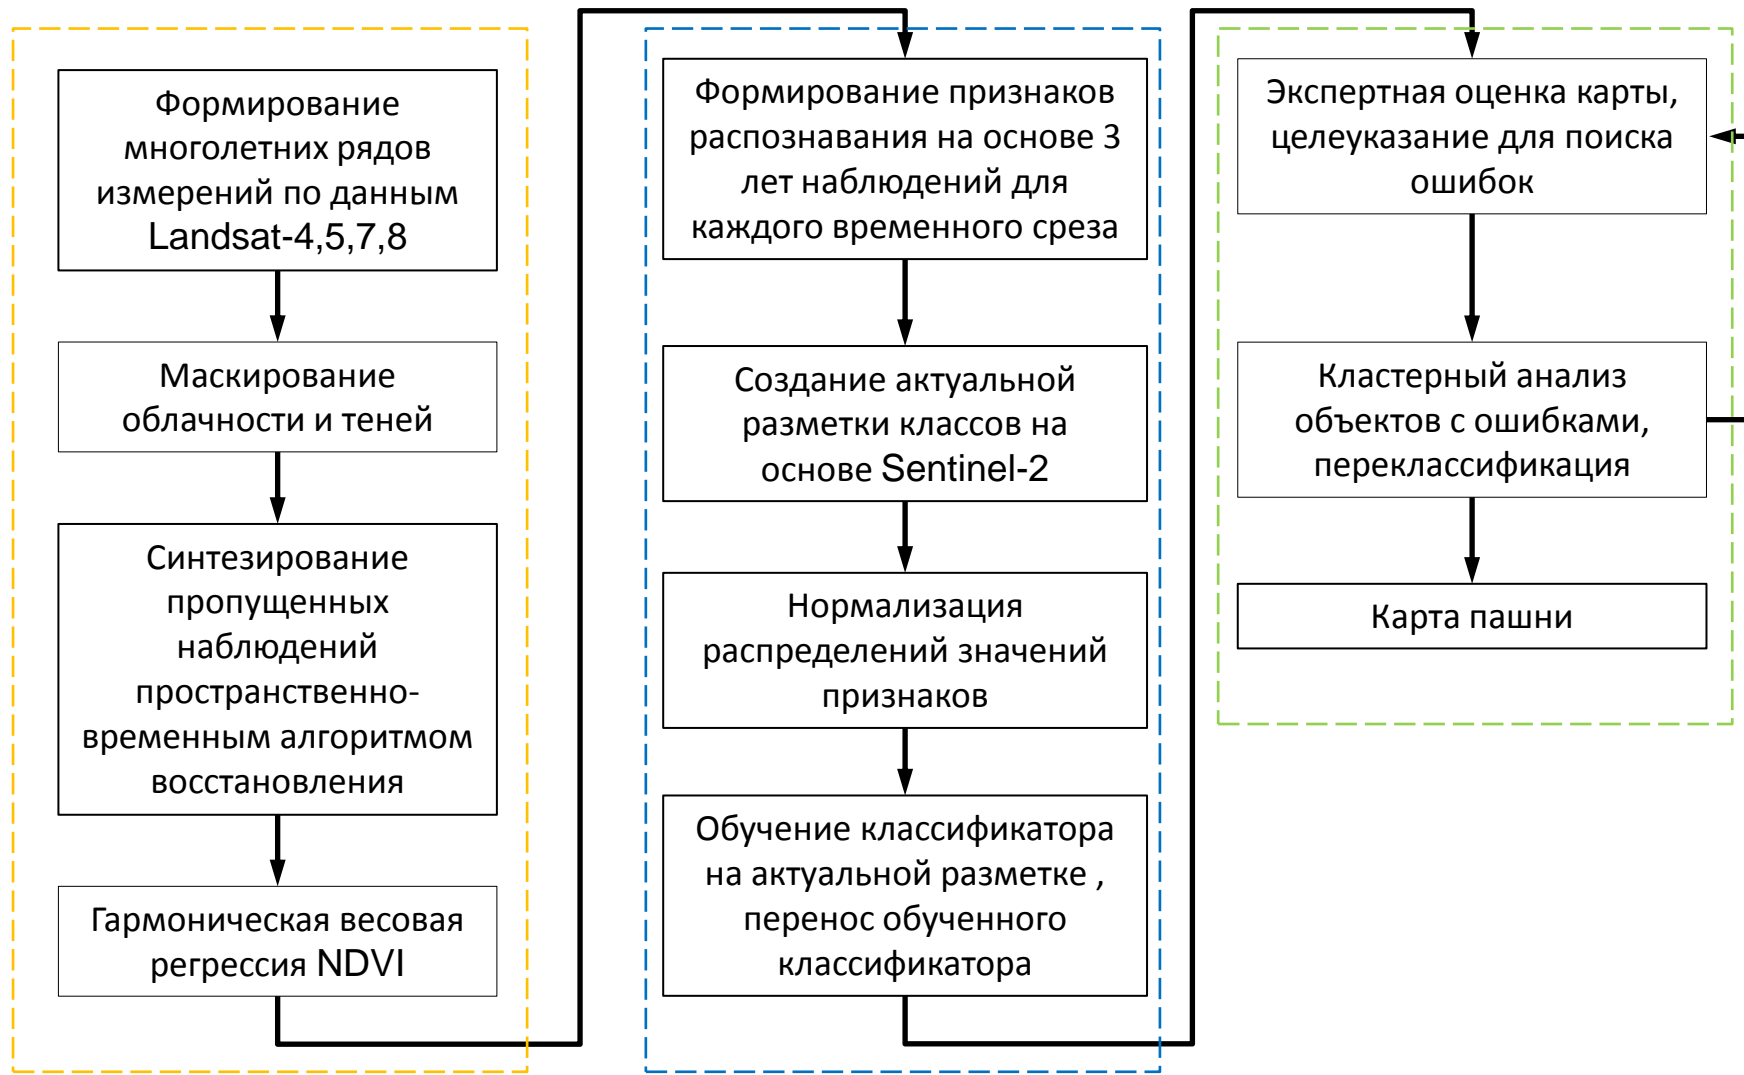 Формирование
многолетних рядов
измерений по данным
Landsat-4,5,7,8
Маскирование
облачности и теней
Синтезирование
пропущенных
наблюдений
пространственно-
временным алгоритмом
восстановления
Гармоническая весовая
регрессия NDVI
Формирование признаков
распознавания на основе 3
лет наблюдений для
каждого временного среза
Создание актуальной
разметки классов на
основе Sentinel-2
Нормализация
распределений значений
признаков
Обучение классификатора
на актуальной разметке ,
перенос обученного
классификатора
Экспертная оценка карты,
целеуказание для поиска
ошибок
Кластерный анализ
объектов с ошибками,
переклассификация
Карта пашни